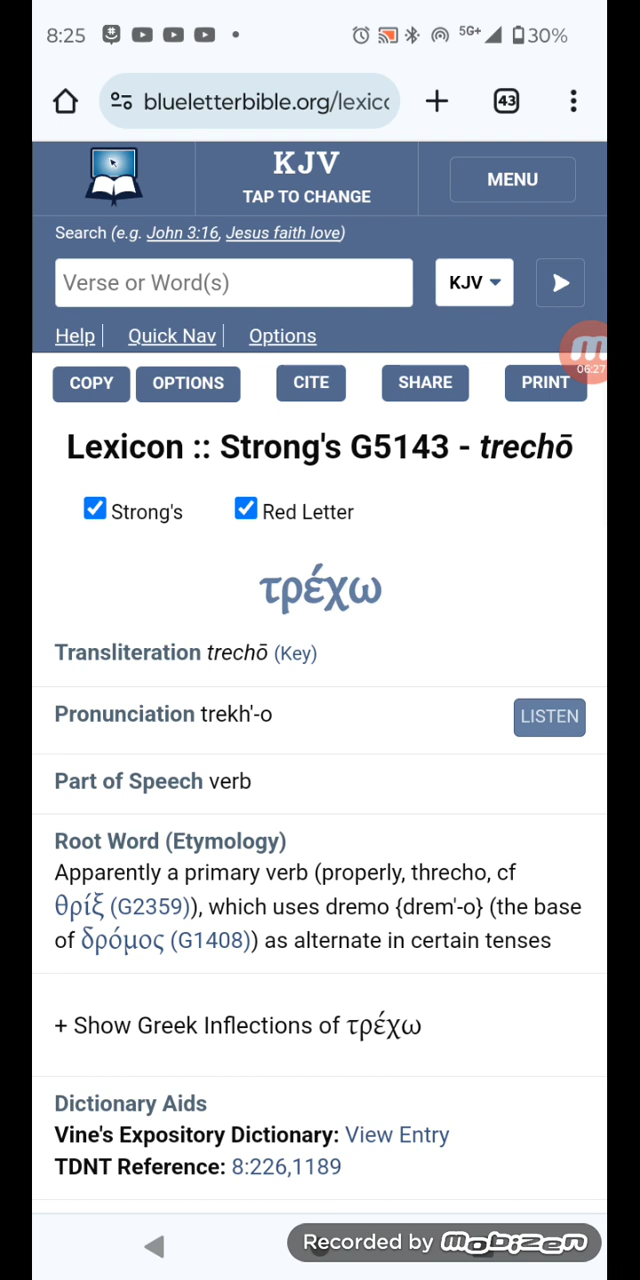 8:25 5G+ 30%
blueletterbible.org/lexic 43
KJV
TAP TO CHANGE
MENU
Search (e.g. John 3:16, Jesus faith love)
Verse or Word(s) KJV
Help Quick Nav Options
06:27
COPY OPTIONS CITE SHARE PRINT
Lexicon :: Strong's G5143 - trechō
Strong's Red Letter
τρέχω
Transliteration trechō (Key)
Pronunciation trekh'-o LISTEN
Part of Speech verb
Root Word (Etymology)
Apparently a primary verb (properly, threcho, cf
θρίξ (G2359)), which uses dremo {drem'-o} (the base
of δρόμος (G1408)) as alternate in certain tenses
+ Show Greek Inflections of τρέχω
Dictionary Aids
Vine's Expository Dictionary: View Entry
TDNT Reference: 8:226,1189
Recorded by mobizen